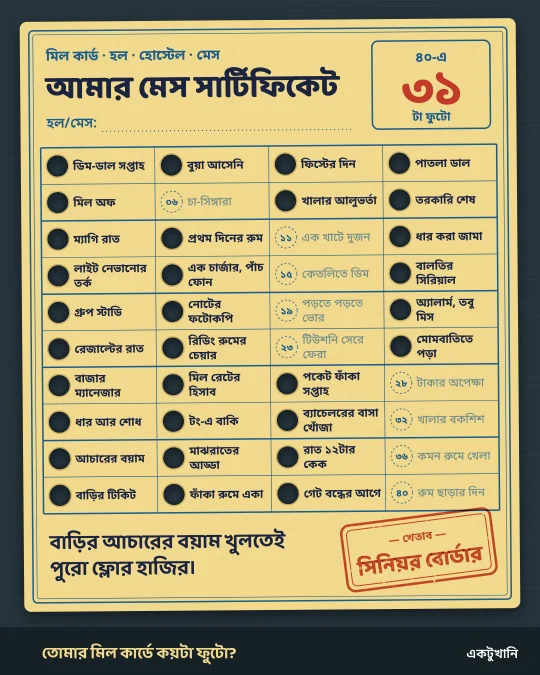 মিল কার্ড · হল · হোস্টেল · মেস
আমার মেস সার্টিফিকেট
হল/মেস:
৪০-এ
৩১
টা ফুটো
ডিম-ডাল সপ্তাহ
বুয়া আসেনি
ফিস্টের দিন
পাতলা ডাল
মিল অফ
০৬ চা-সিঙ্গারা
খালার আলুভর্তা
তরকারি শেষ
ম্যাগি রাত
প্রথম দিনের রুম
১১ এক খাটে দুজন
ধার করা জামা
লাইট নেভানোর
তর্ক
এক চার্জার, পাঁচ
ফোন
১৫ কেতলিতে ডিম
বালতির
সিরিয়াল
গ্রুপ স্টাডি
নোটের
ফটোকপি
১৯ পড়তে পড়তে
ভোর
অ্যালার্ম, তবু
মিস
রেজাল্টের রাত
রিডিং রুমের
চেয়ার
২৩ টিউশনি সেরে
ফেরা
মোমবাতিতে
পড়া
বাজার
ম্যানেজার
মিল রেটের
হিসাব
পকেট ফাঁকা
সপ্তাহ
২৮ টাকার অপেক্ষা
ধার আর শোধ
টং-এ বাকি
ব্যাচেলরের বাসা
খোঁজা
৩২ খালার বকশিশ
আচারের বয়াম
মাঝরাতের
আড্ডা
রাত ১২টার
কেক
৩৬ কমন রুমে খেলা
বাড়ির টিকিট
ফাঁকা রুমে একা
গেট বন্ধের আগে
৪০ রুম ছাড়ার দিন
বাড়ির আচারের বয়াম খুলতেই
পুরো ফ্লোর হাজির।
— খেতাব —
সিনিয়র বোর্ডার
তোমার মিল কার্ডে কয়টা ফুটো?
একটুখানি